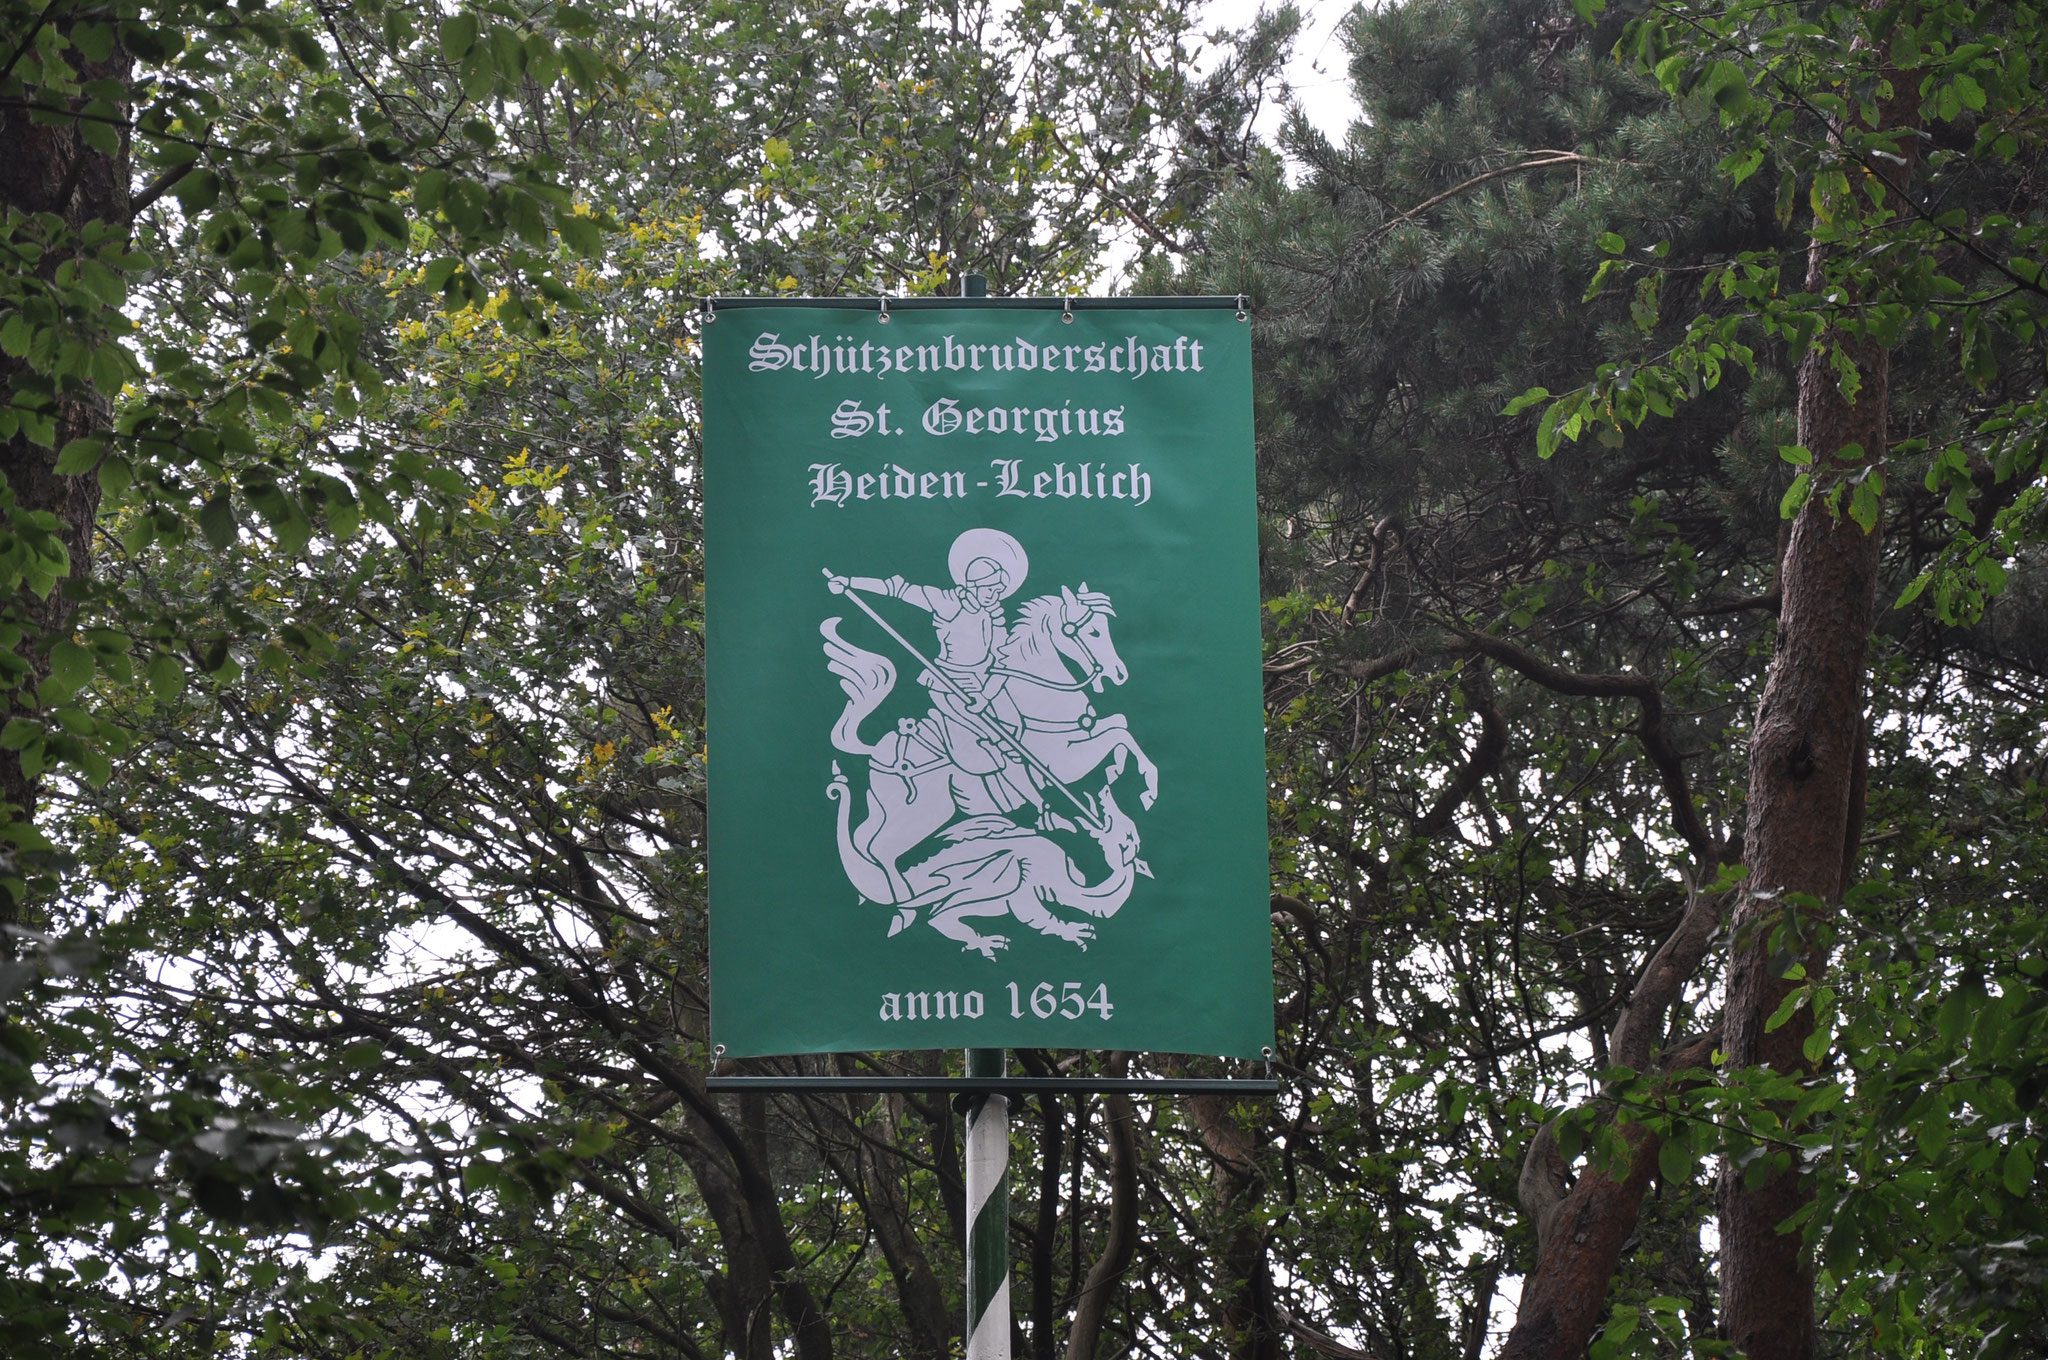 Schützenbruderschaft
St. Georgius
Heiden-Leblich
anno 1654